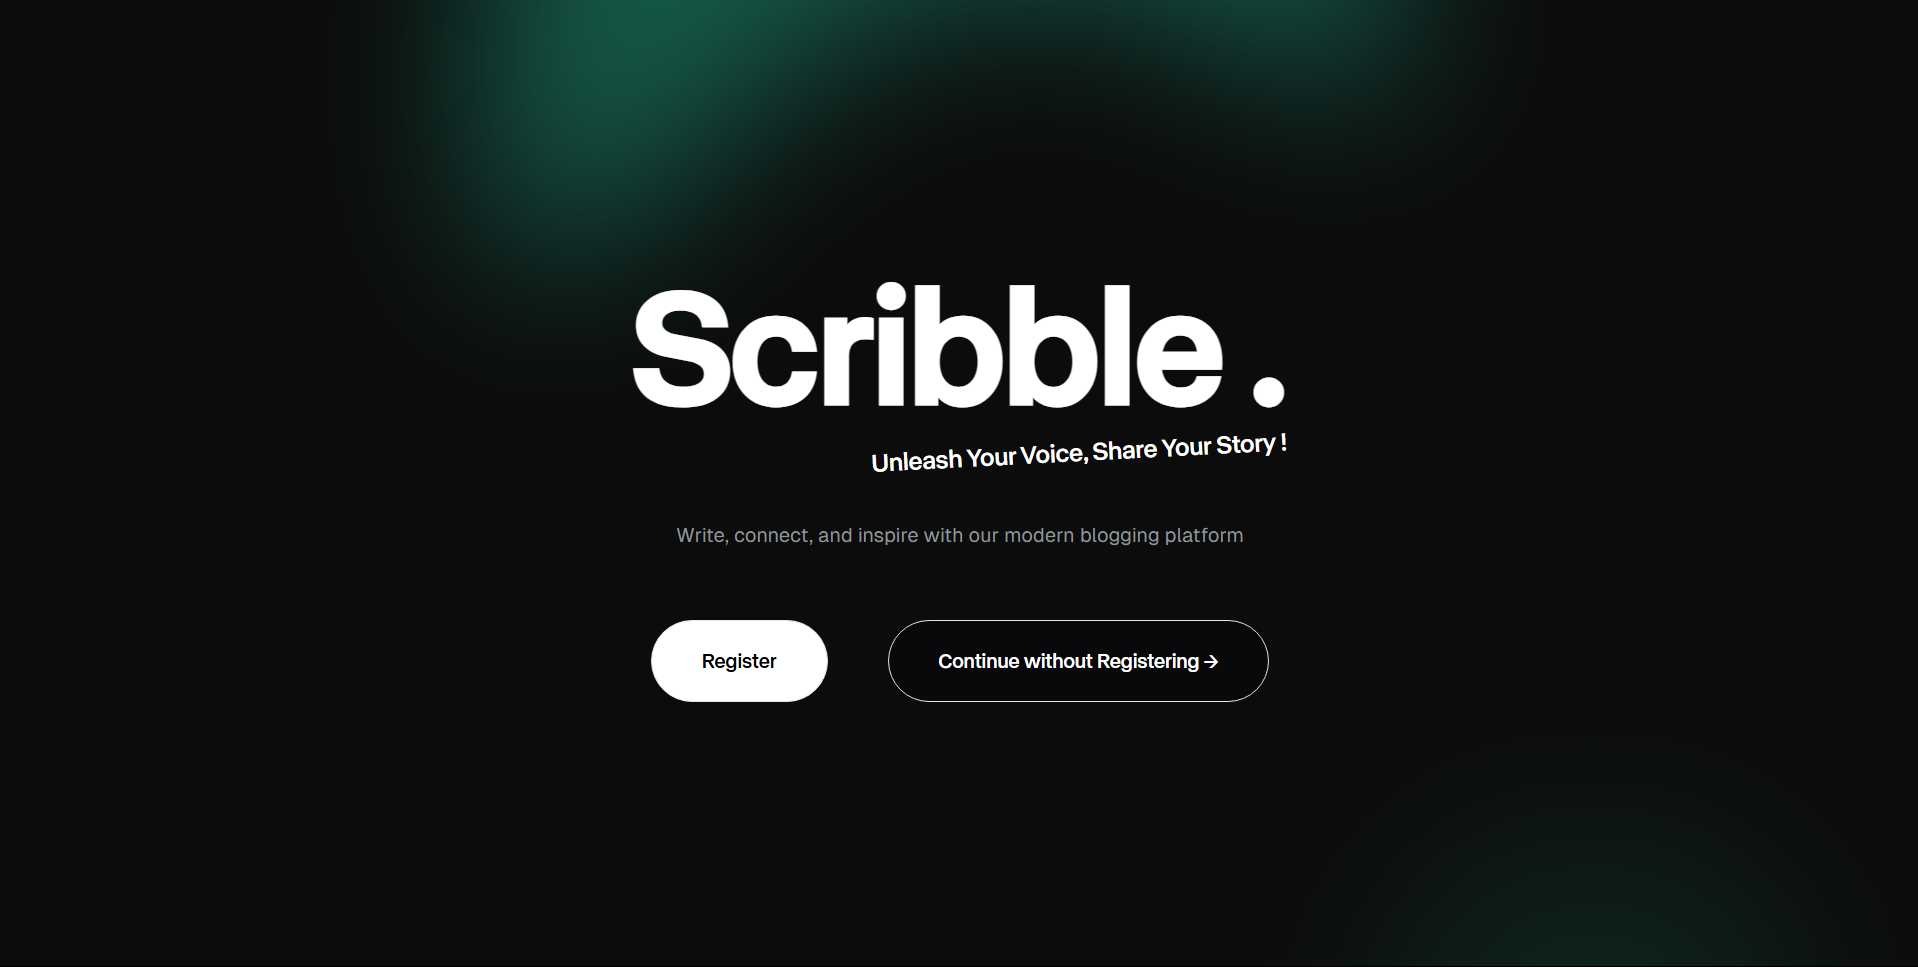 Scribble .
Unleash Your Voice, Share Your Story !
Write, connect, and inspire with our modern blogging platform
Register
Continue without Registering →